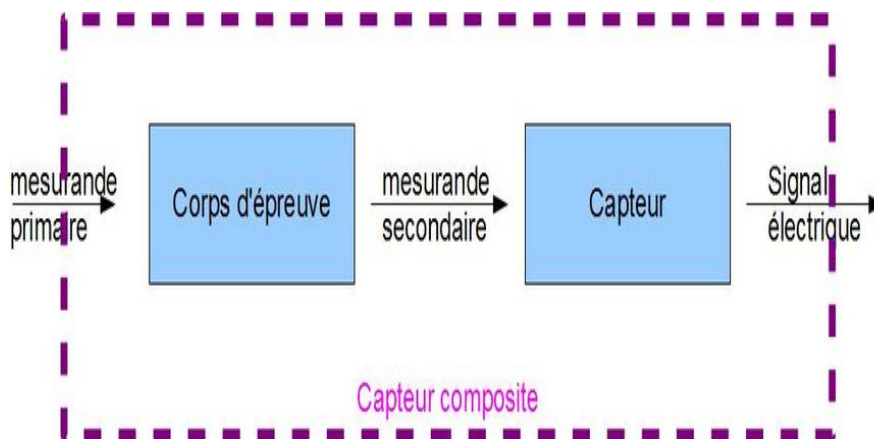 mesurande
primaire
Corps d'épreuve
mesurande
secondaire
Capteur
Signal
électrique
Capteur composite